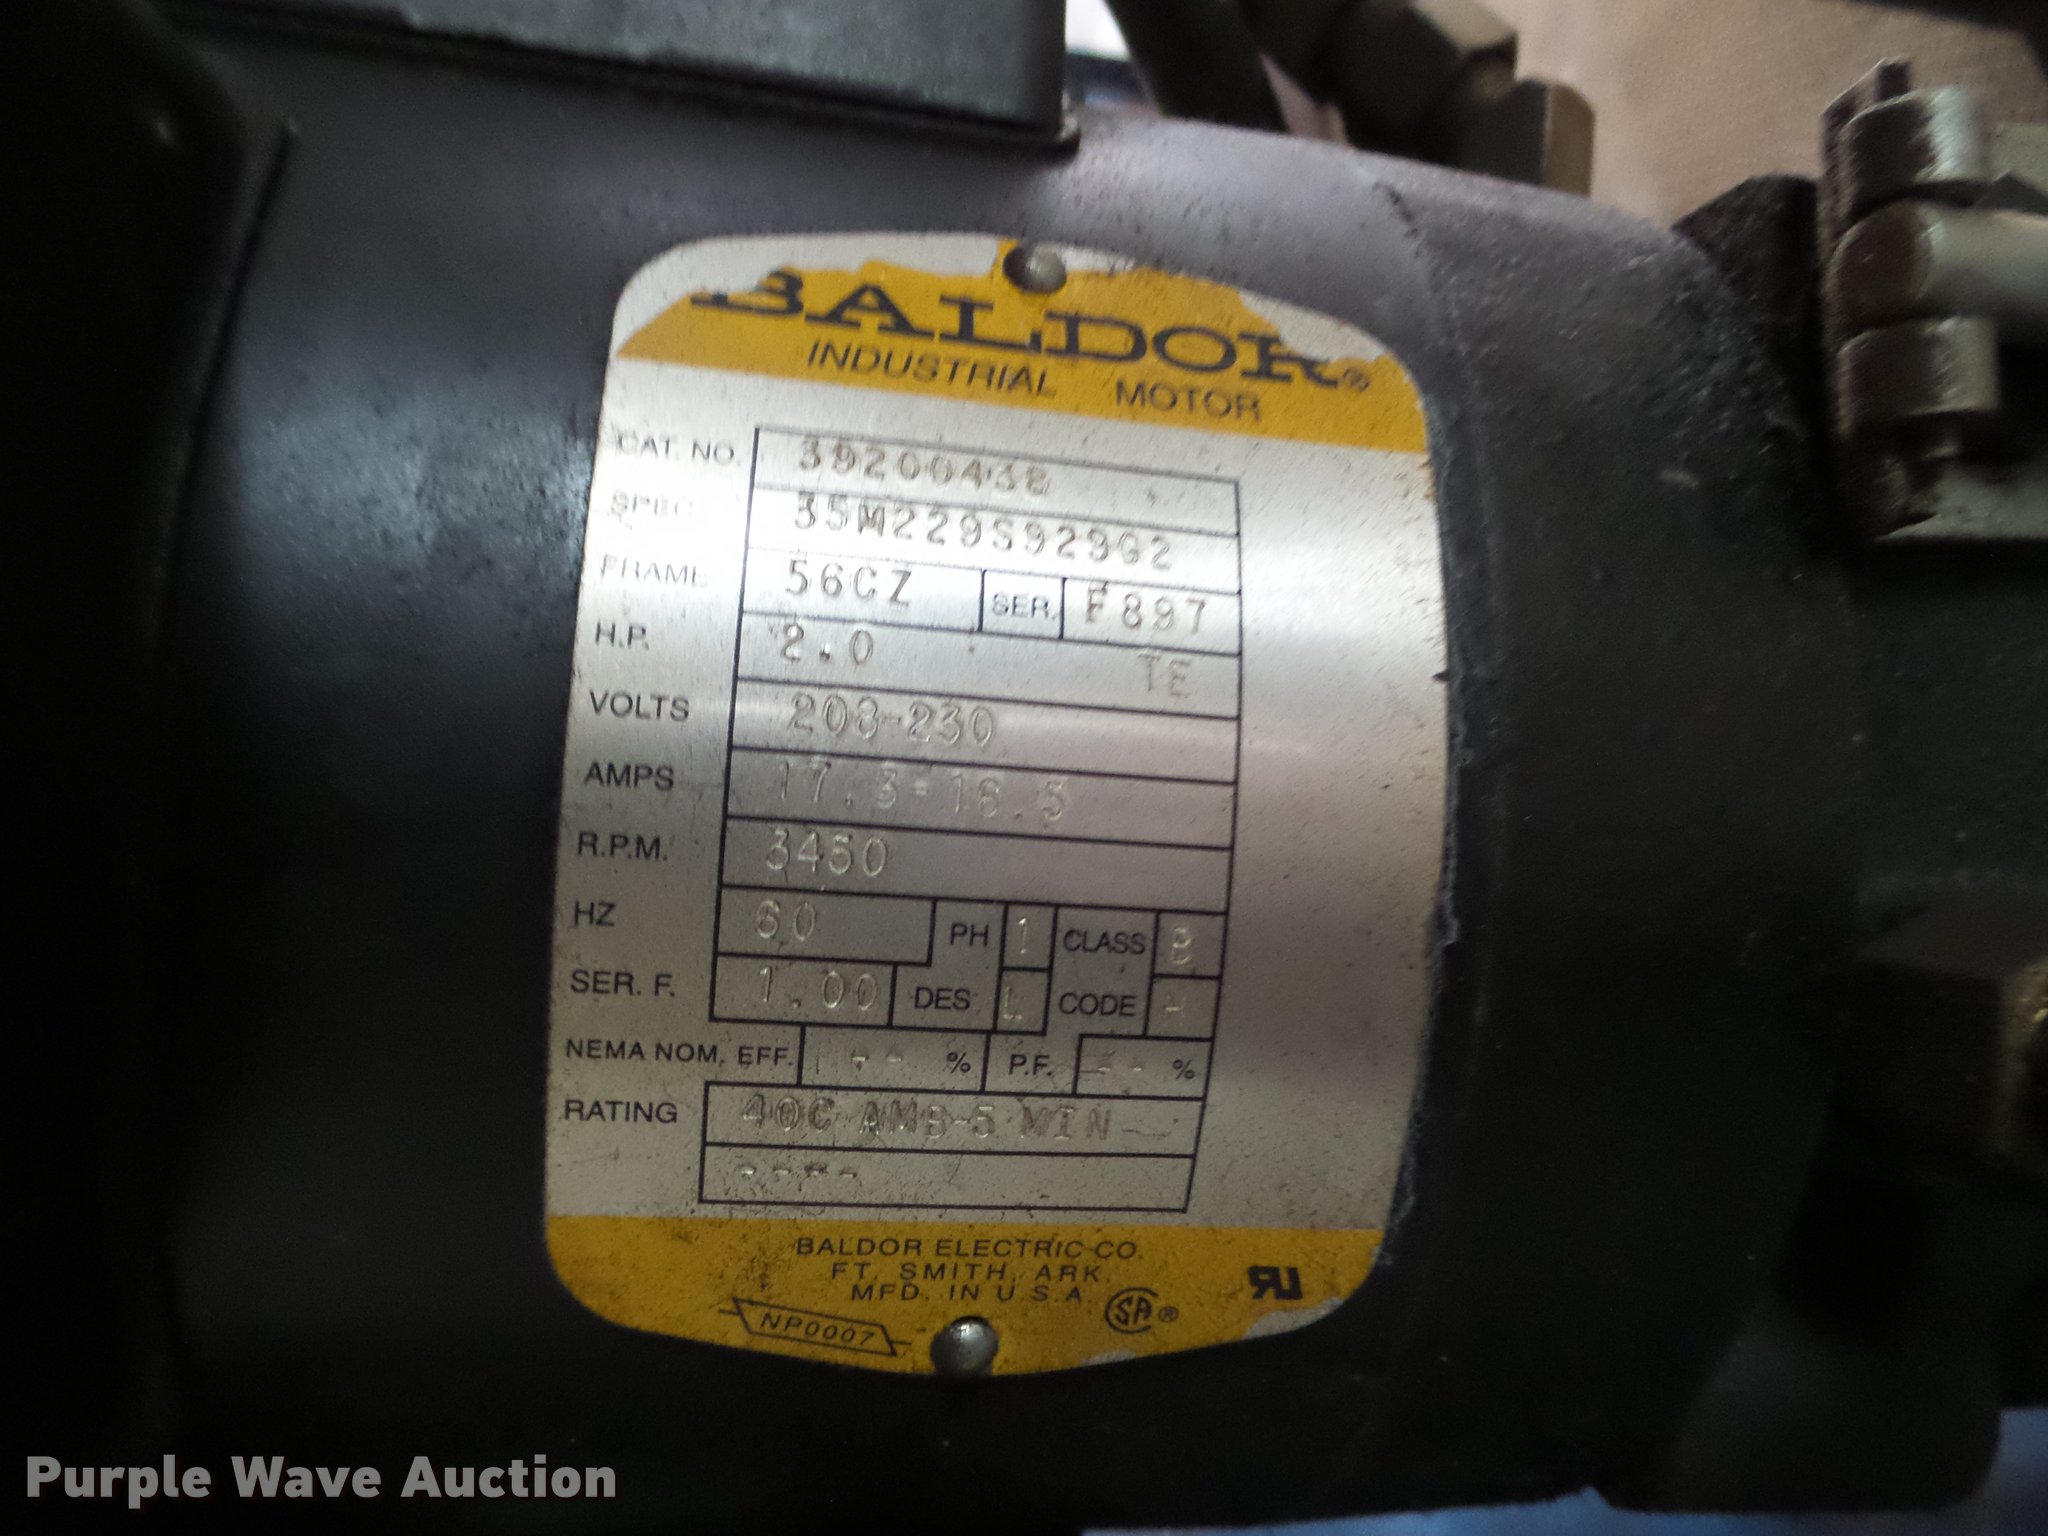 BALDOR®
INDUSTRIAL MOTOR
CAT. NO. 39200438
SPEC. 35M229S929G2
FRAME 56CZ SER. F897
H.P. 2.0 TE
VOLTS 208-230
AMPS 17.3-16.5
R.P.M. 3450
HZ 60 PH 1 CLASS B
SER. F. 1.00 DES L CODE
NEMA NOM. EFF. -- % P.F. -- %
RATING 40C AMB-5 MIN
----
BALDOR ELECTRIC CO.
FT. SMITH, ARK.
MFD. IN U.S.A.
NP0007
SA®
Purple Wave Auction